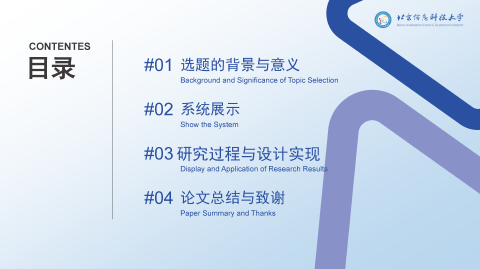 北京信息科技大学
CONTENTES
目录
#01 选题的背景与意义
Background and Significance of Topic Selection
#02 系统展示
Show the System
#03 研究过程与设计实现
Display and Application of Research Results
#04 论文总结与致谢
Paper Summary and Thanks